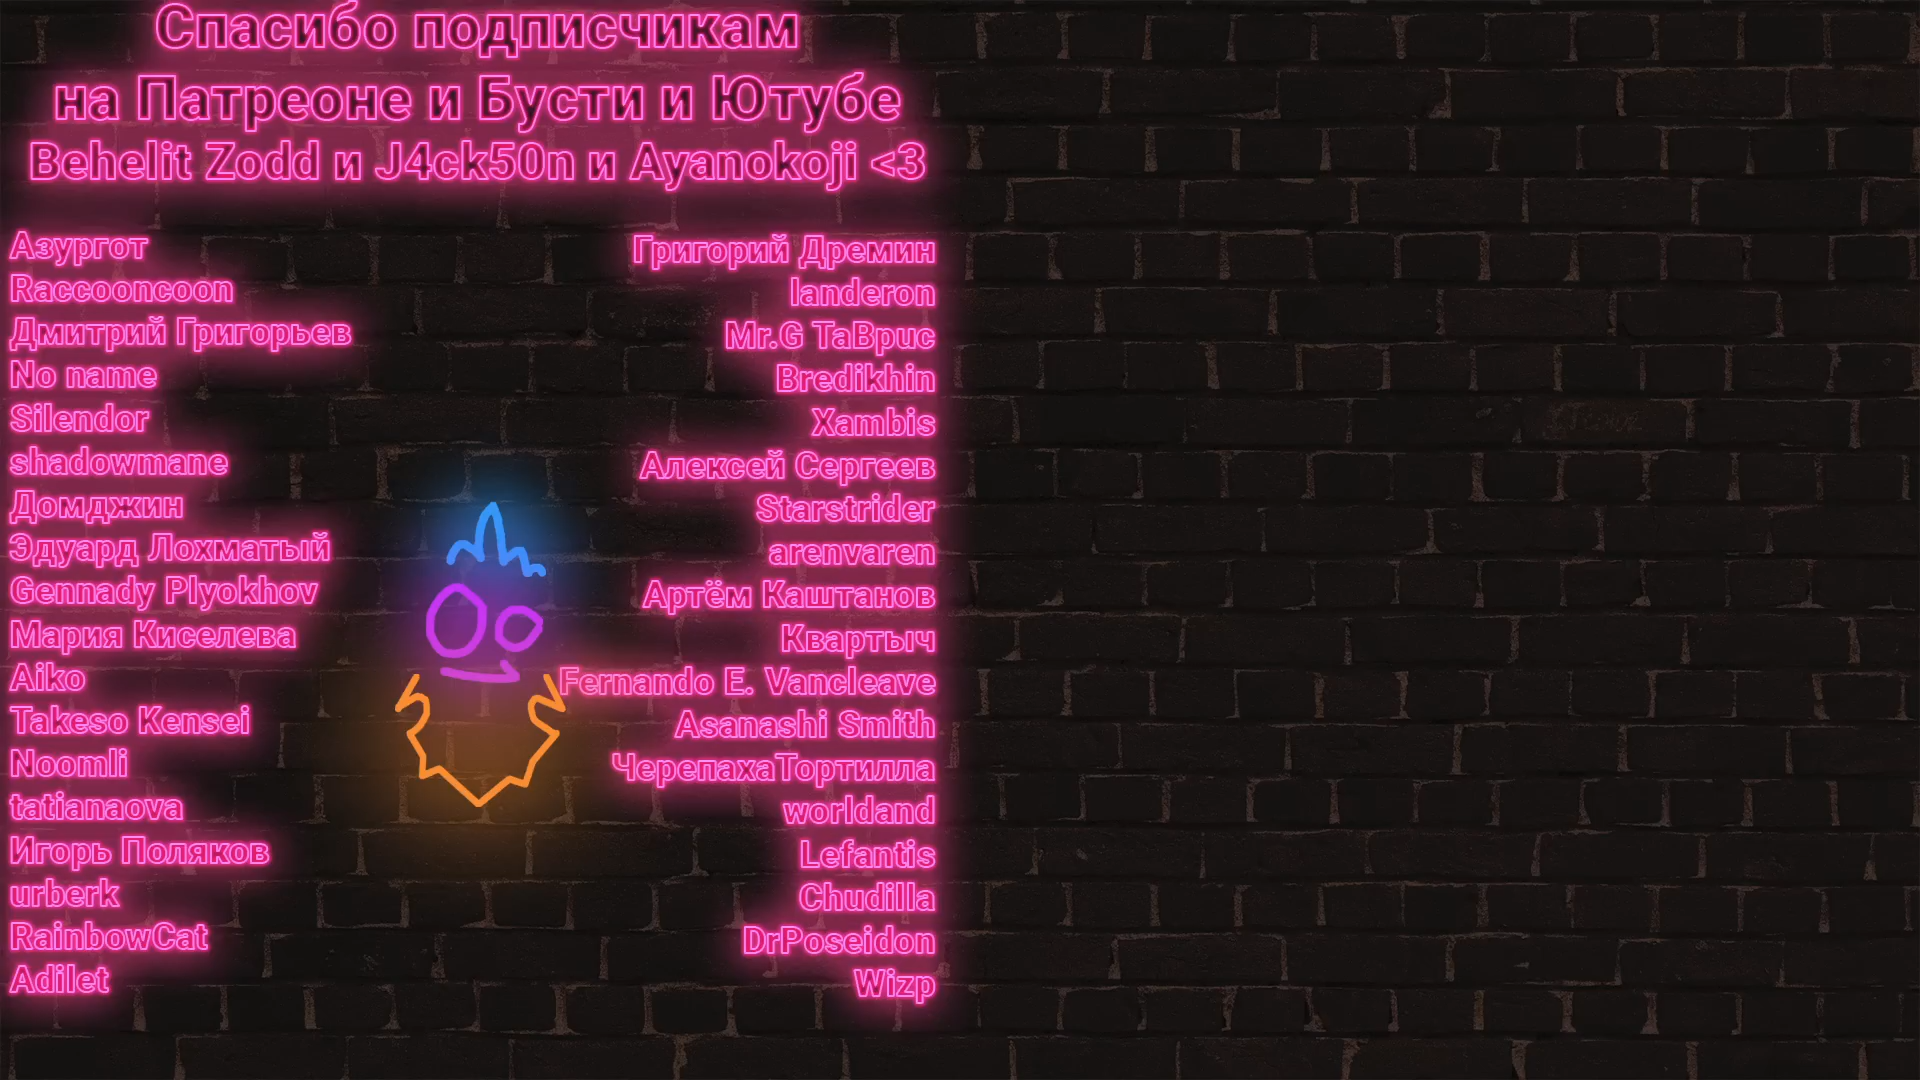 Спасибо подписчикам
на Патреоне и Бусти и Ютубе
Behelit Zodd и J4ck50n и Ayanokoji <3
Азургот
Raccooncoon
Дмитрий Григорьев
No name
Silendor
shadowmane
Домджин
Эдуард Лохматый
Gennady Plyokhov
Мария Киселева
Aiko
Takeso Kensei
Noomli
tatianaova
Игорь Поляков
urberk
RainbowCat
Adilet
Григорий Дремин
landeron
Mr.G ТаВрис
Bredikhin
Xambis
Алексей Сергеев
Starstrider
arenvaren
Артём Каштанов
Квартыч
Fernando E. Vancleave
Asanashi Smith
ЧерепахаТортилла
worldand
Lefantis
Chudilla
DrPoseidon
Wizp